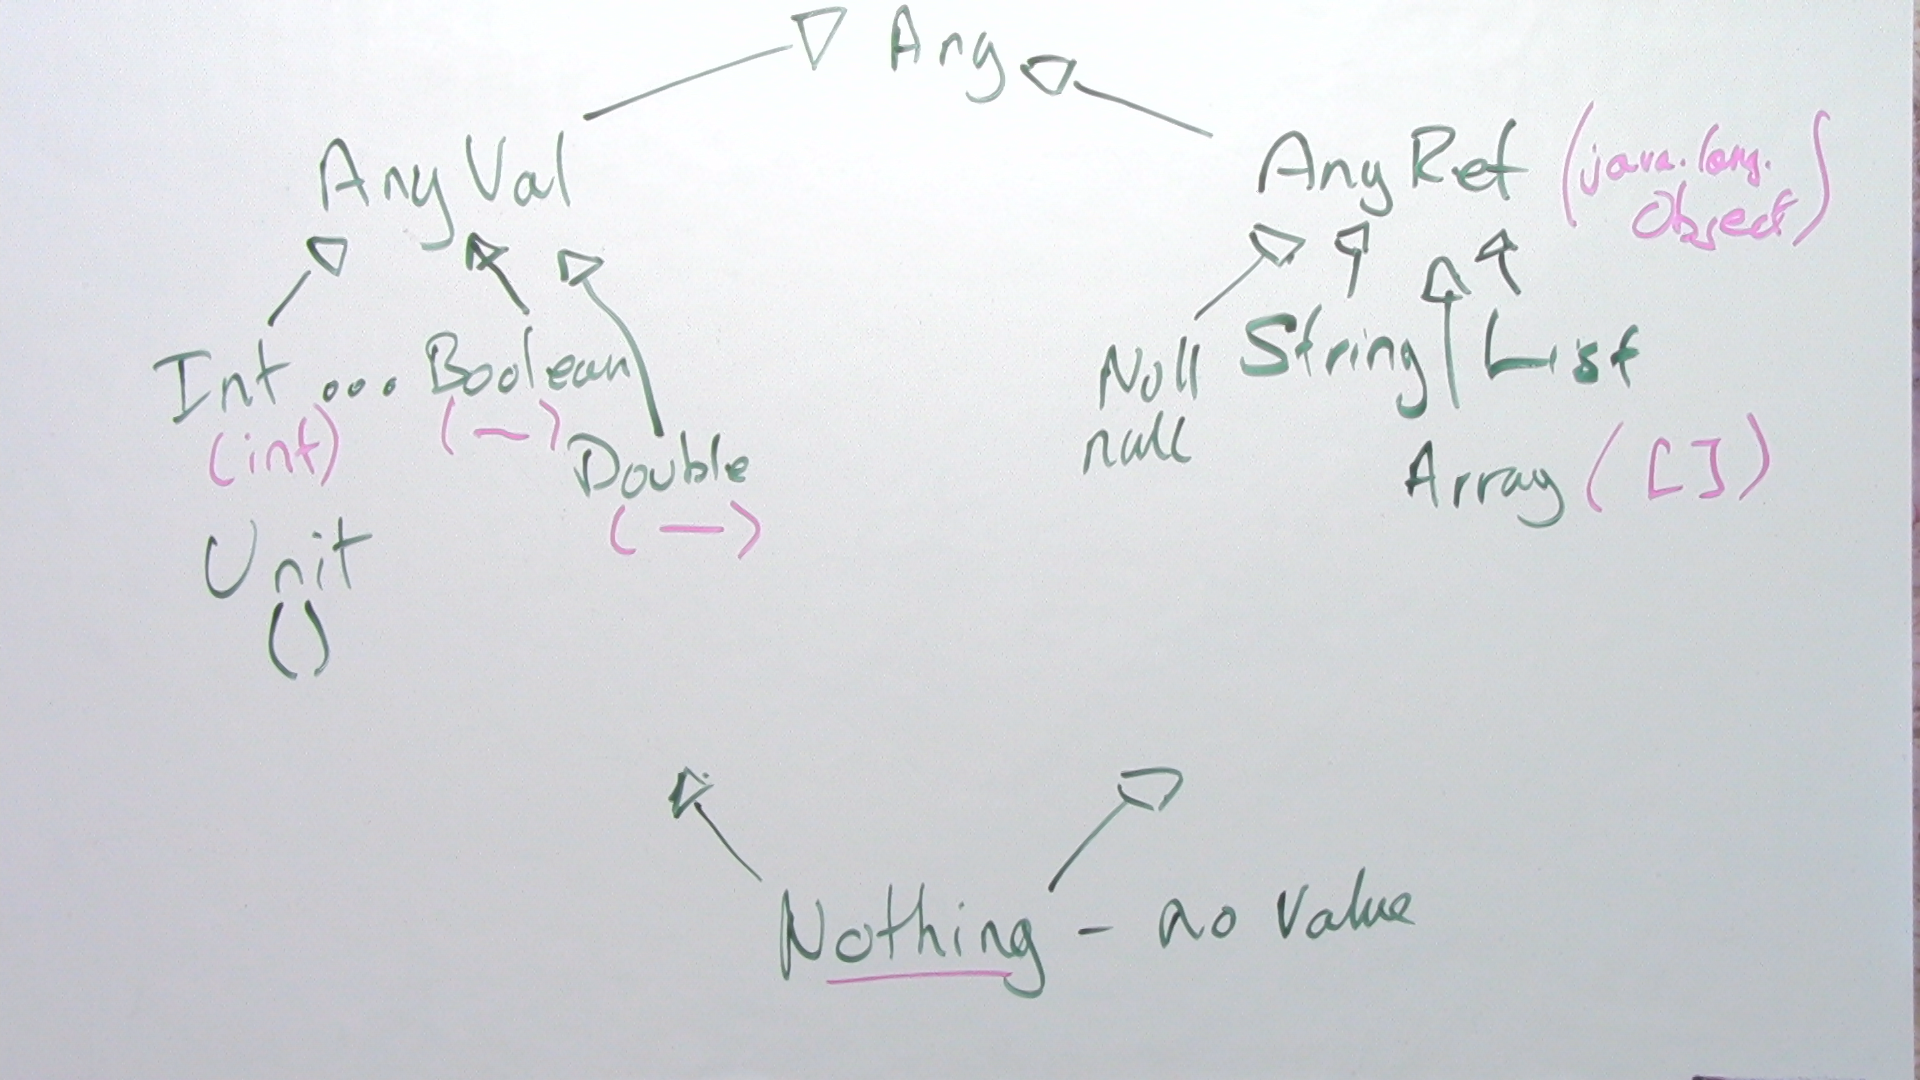 Any
AnyVal
AnyRef (java.lang.
Object)
Int ... Boolean
(int) (—)
Double
(—)
Unit
()
Null String List
null
Array ([])
Nothing - no value